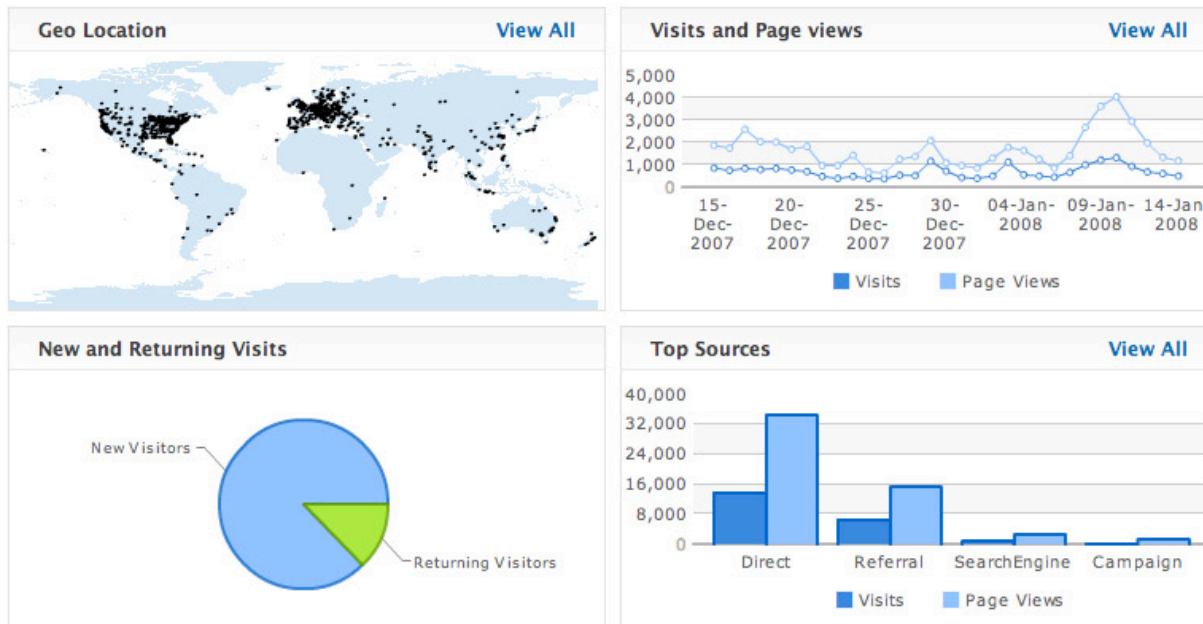 Geo Location View All
Visits and Page views View All
5,000
4,000
3,000
2,000
1,000
0
15-Dec-2007 20-Dec-2007 25-Dec-2007 30-Dec-2007 04-Jan-2008 09-Jan-2008 14-Jan 2008
Visits Page Views
New and Returning Visits
New Visitors
Returning Visitors
Top Sources View All
40,000
32,000
24,000
16,000
8,000
0
Direct Referral SearchEngine Campaign
Visits Page Views